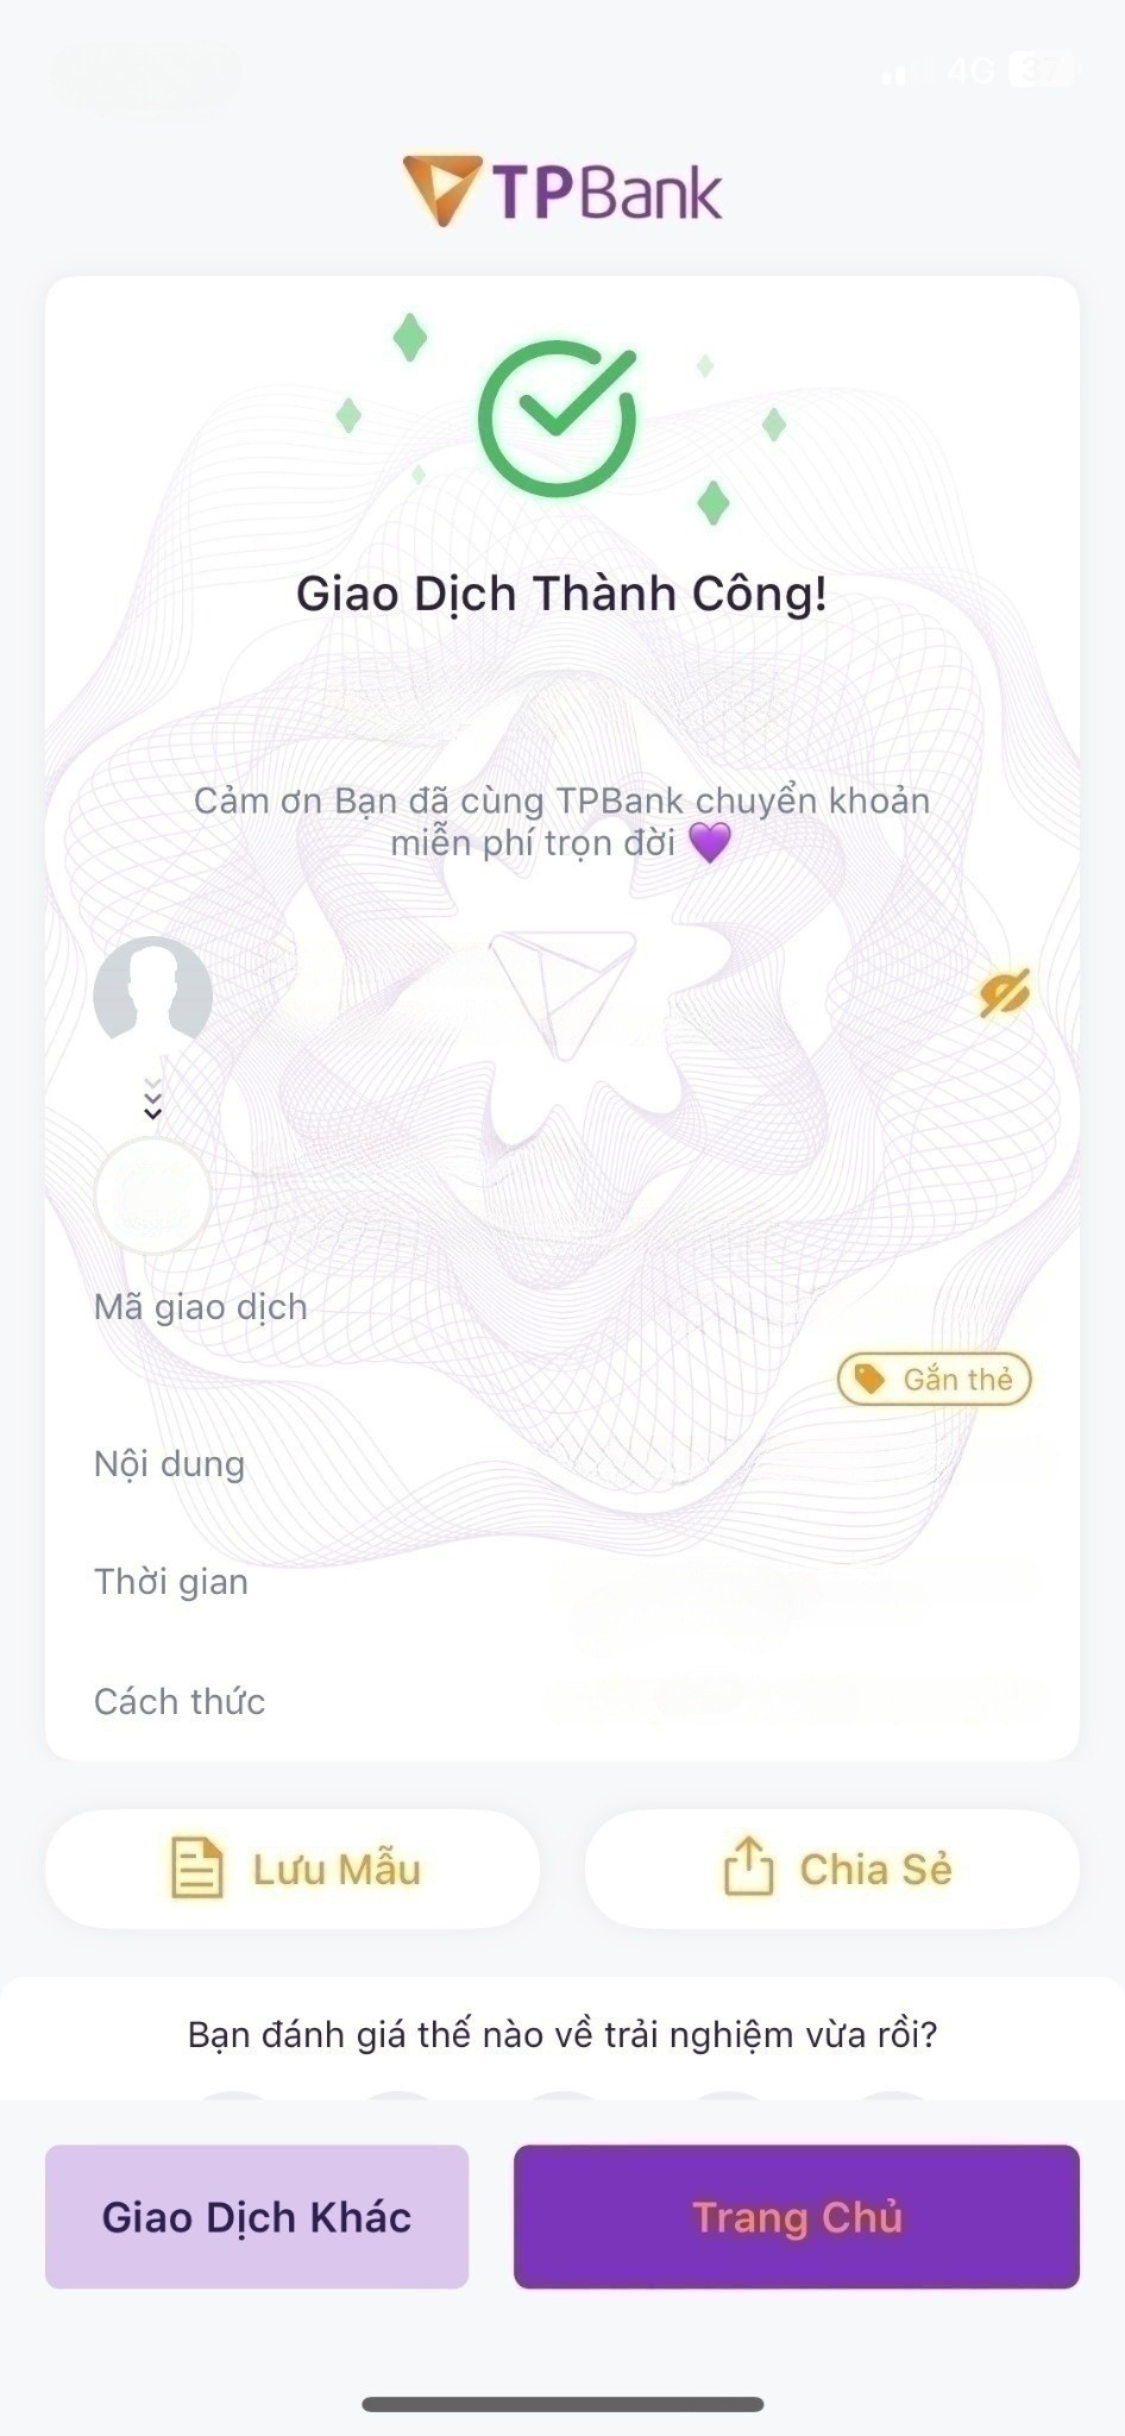 4G 37
TPBank
Giao Dịch Thành Công!
Cảm ơn Bạn đã cùng TPBank chuyển khoản
miễn phí trọn đời 💜
Mã giao dịch
Gắn thẻ
Nội dung
Thời gian
Cách thức
Lưu Mẫu
Chia Sẻ
Bạn đánh giá thế nào về trải nghiệm vừa rồi?
Giao Dịch Khác
Trang Chủ